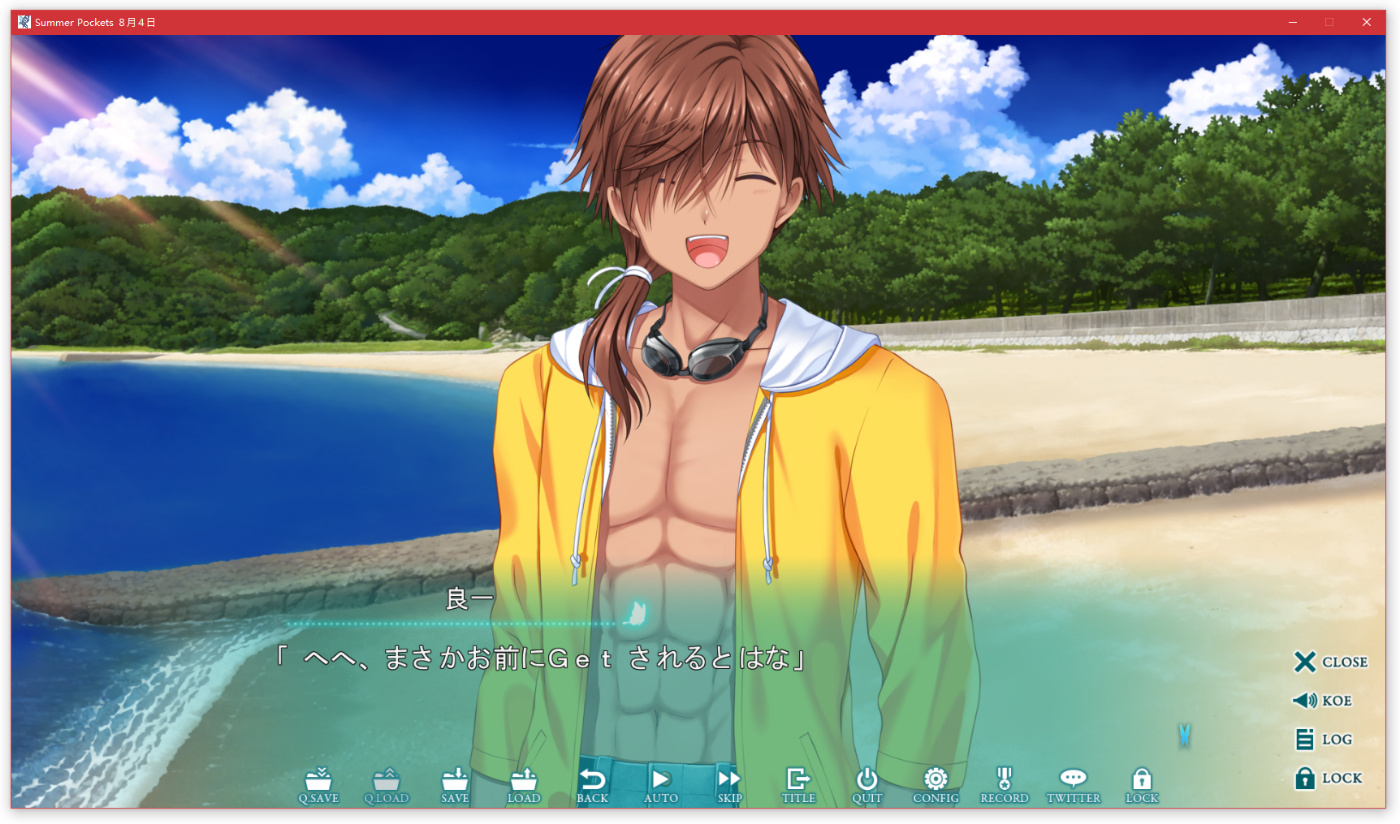 Summer Pockets 8月4日
良一
「へへ、まさかお前にＧｅｔされるとはな」
CLOSE
KOE
LOG
LOCK
Q.SAVE Q.LOAD SAVE LOAD BACK AUTO SKIP TITLE QUIT CONFIG RECORD TWITTER LOCK